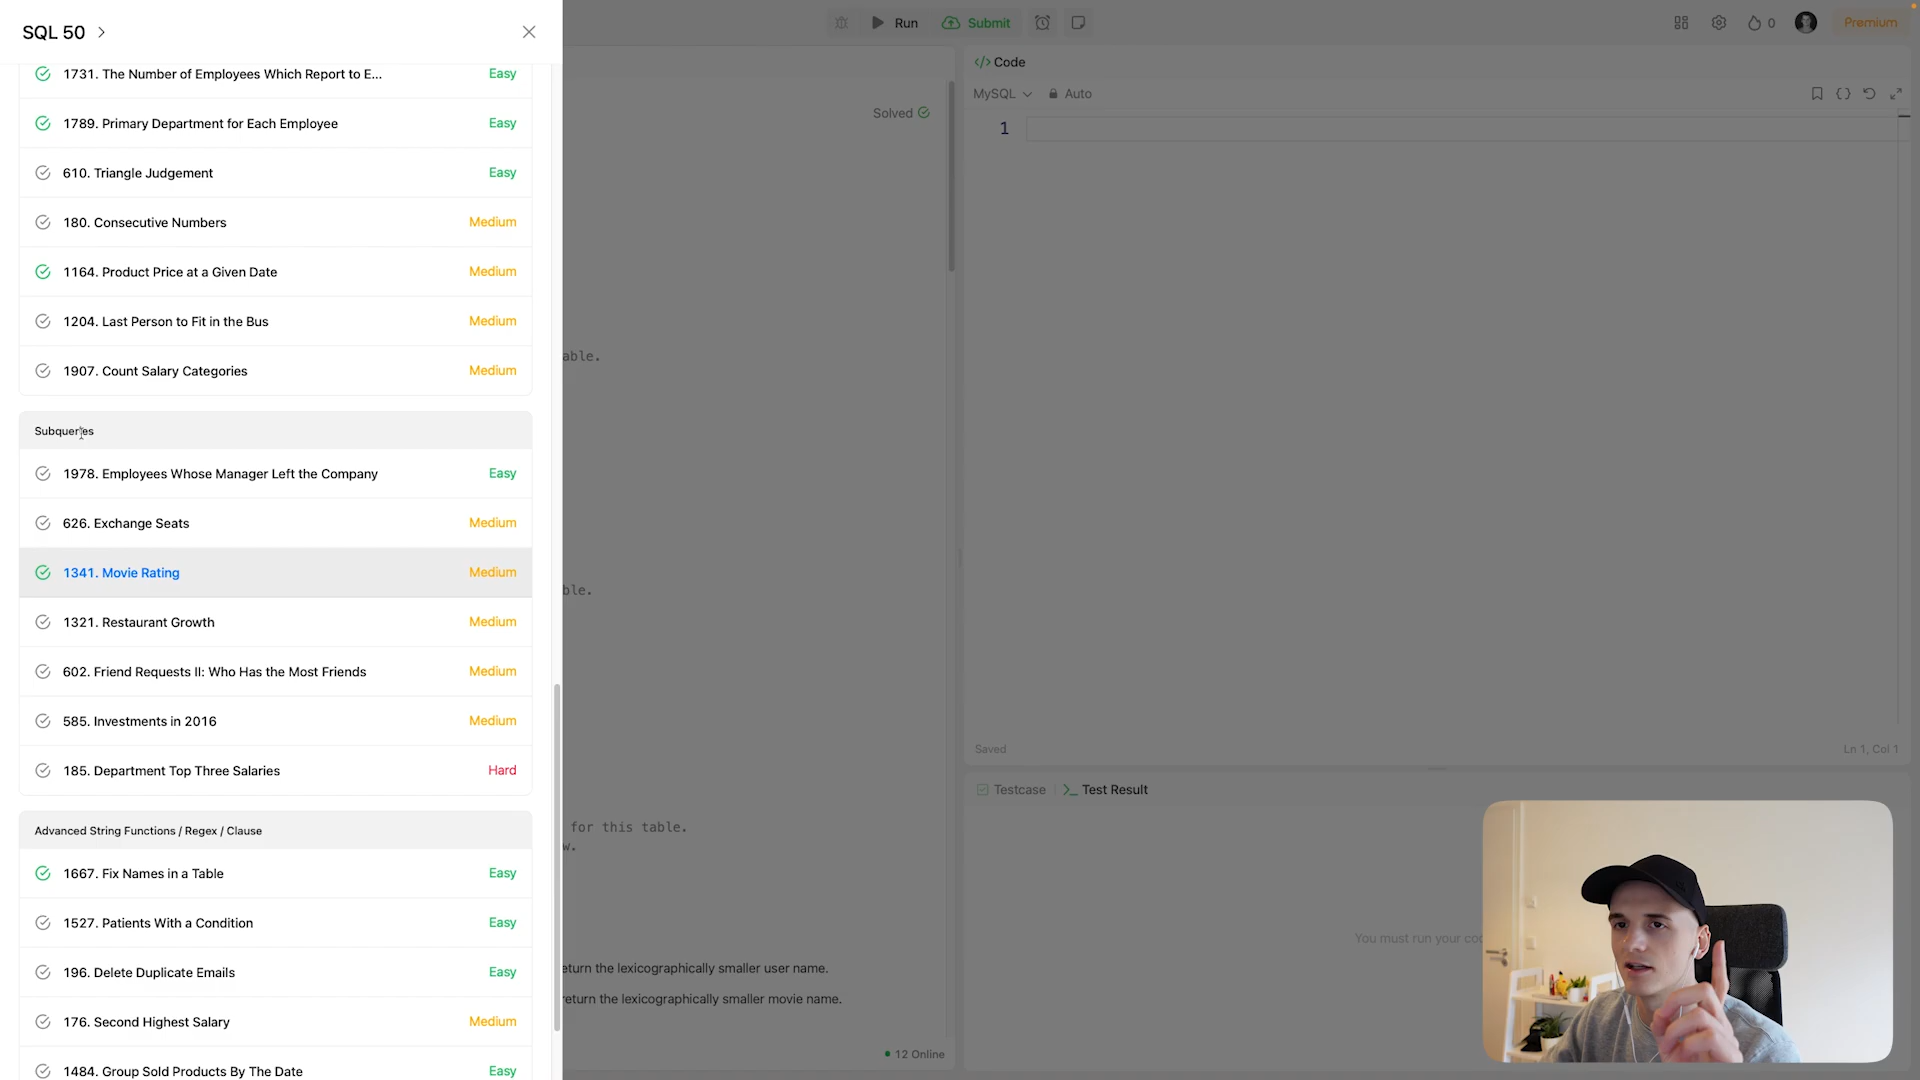 SQL 50
1731. The Number of Employees Which Report to E... Easy
1789. Primary Department for Each Employee Easy
610. Triangle Judgement Easy
180. Consecutive Numbers Medium
1164. Product Price at a Given Date Medium
1204. Last Person to Fit in the Bus Medium
1907. Count Salary Categories Medium
Subqueries
1978. Employees Whose Manager Left the Company Easy
626. Exchange Seats Medium
1341. Movie Rating Medium
1321. Restaurant Growth Medium
602. Friend Requests II: Who Has the Most Friends Medium
585. Investments in 2016 Medium
185. Department Top Three Salaries Hard
Advanced String Functions / Regex / Clause
1667. Fix Names in a Table Easy
1527. Patients With a Condition Easy
196. Delete Duplicate Emails Easy
176. Second Highest Salary Medium
1484. Group Sold Products By The Date Easy
Run Submit 0 Premium
Solved
able.
ble.
for this table.
w.
eturn the lexicographically smaller user name.
return the lexicographically smaller movie name.
12 Online
</> Code
MySQL Auto
1
Saved Ln 1, Col 1
Testcase >_ Test Result
You must run your